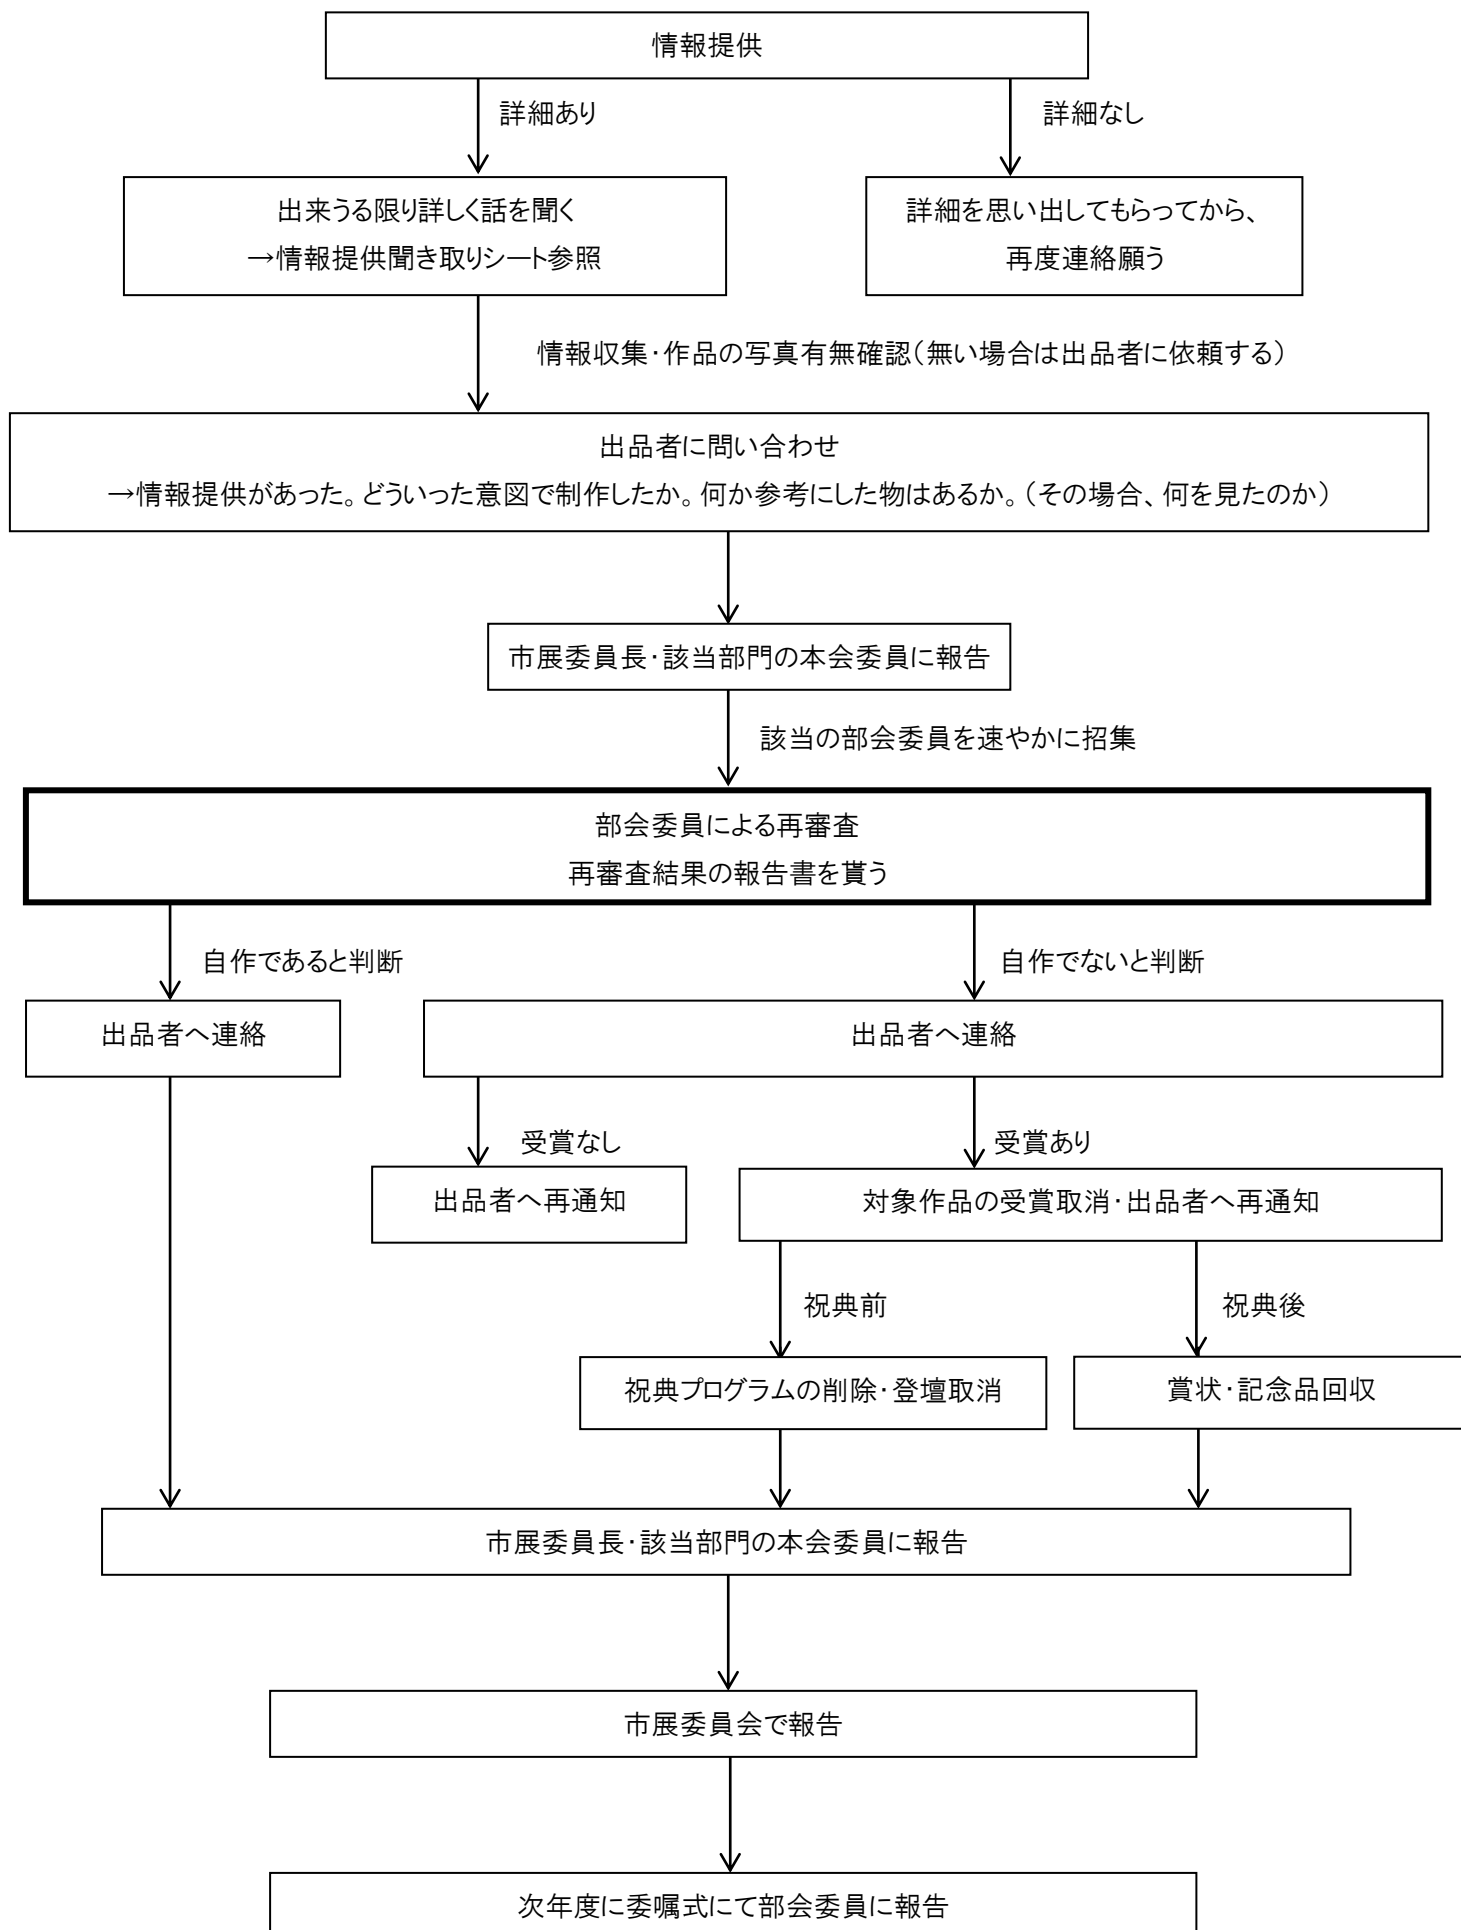 情報提供
詳細あり
詳細なし
出来うる限り詳しく話を聞く
→情報提供聞き取りシート参照
詳細を思い出してもらってから、
再度連絡願う
情報収集・作品の写真有無確認（無い場合は出品者に依頼する）
出品者に問い合わせ
→情報提供があった。どういった意図で制作したか。何か参考にした物はあるか。（その場合、何を見たのか）
市展委員長・該当部門の本会委員に報告
該当の部会委員を速やかに招集
部会委員による再審査
再審査結果の報告書を貰う
自作であると判断
自作でないと判断
出品者へ連絡
出品者へ連絡
受賞なし
受賞あり
出品者へ再通知
対象作品の受賞取消・出品者へ再通知
祝典前
祝典後
祝典プログラムの削除・登壇取消
賞状・記念品回収
市展委員長・該当部門の本会委員に報告
市展委員会で報告
次年度に委嘱式にて部会委員に報告